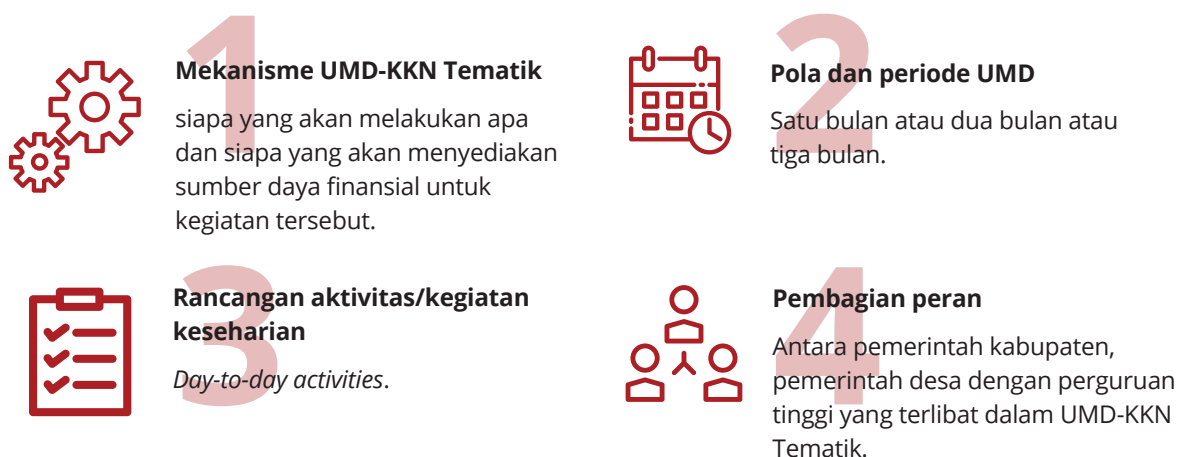 1
Mekanisme UMD-KKN Tematik
siapa yang akan melakukan apa
dan siapa yang akan menyediakan
sumber daya finansial untuk
kegiatan tersebut.
2
Pola dan periode UMD
Satu bulan atau dua bulan atau
tiga bulan.
3
Rancangan aktivitas/kegiatan
keseharian
Day-to-day activities.
4
Pembagian peran
Antara pemerintah kabupaten,
pemerintah desa dengan perguruan
tinggi yang terlibat dalam UMD-KKN
Tematik.